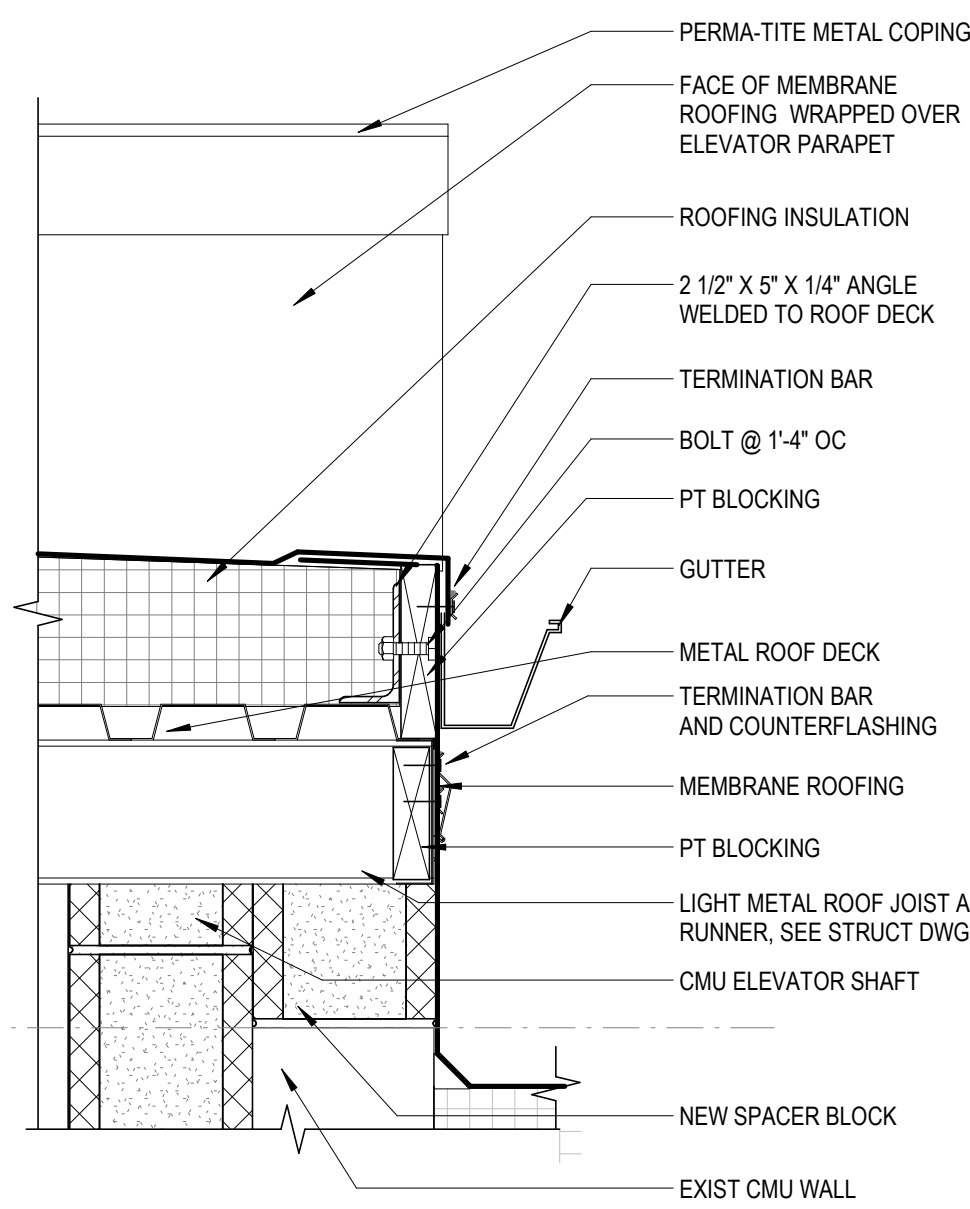 PERMA-TITE METAL COPING
FACE OF MEMBRANE
ROOFING WRAPPED OVER
ELEVATOR PARAPET
ROOFING INSULATION
2 1/2" X 5" X 1/4" ANGLE
WELDED TO ROOF DECK
TERMINATION BAR
BOLT @ 1'-4" OC
PT BLOCKING
GUTTER
METAL ROOF DECK
TERMINATION BAR
AND COUNTERFLASHING
MEMBRANE ROOFING
PT BLOCKING
LIGHT METAL ROOF JOIST A
RUNNER, SEE STRUCT DWG
CMU ELEVATOR SHAFT
NEW SPACER BLOCK
EXIST CMU WALL